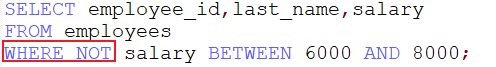 SELECT employee_id,last_name,salary
FROM employees
WHERE NOT salary BETWEEN 6000 AND 8000;